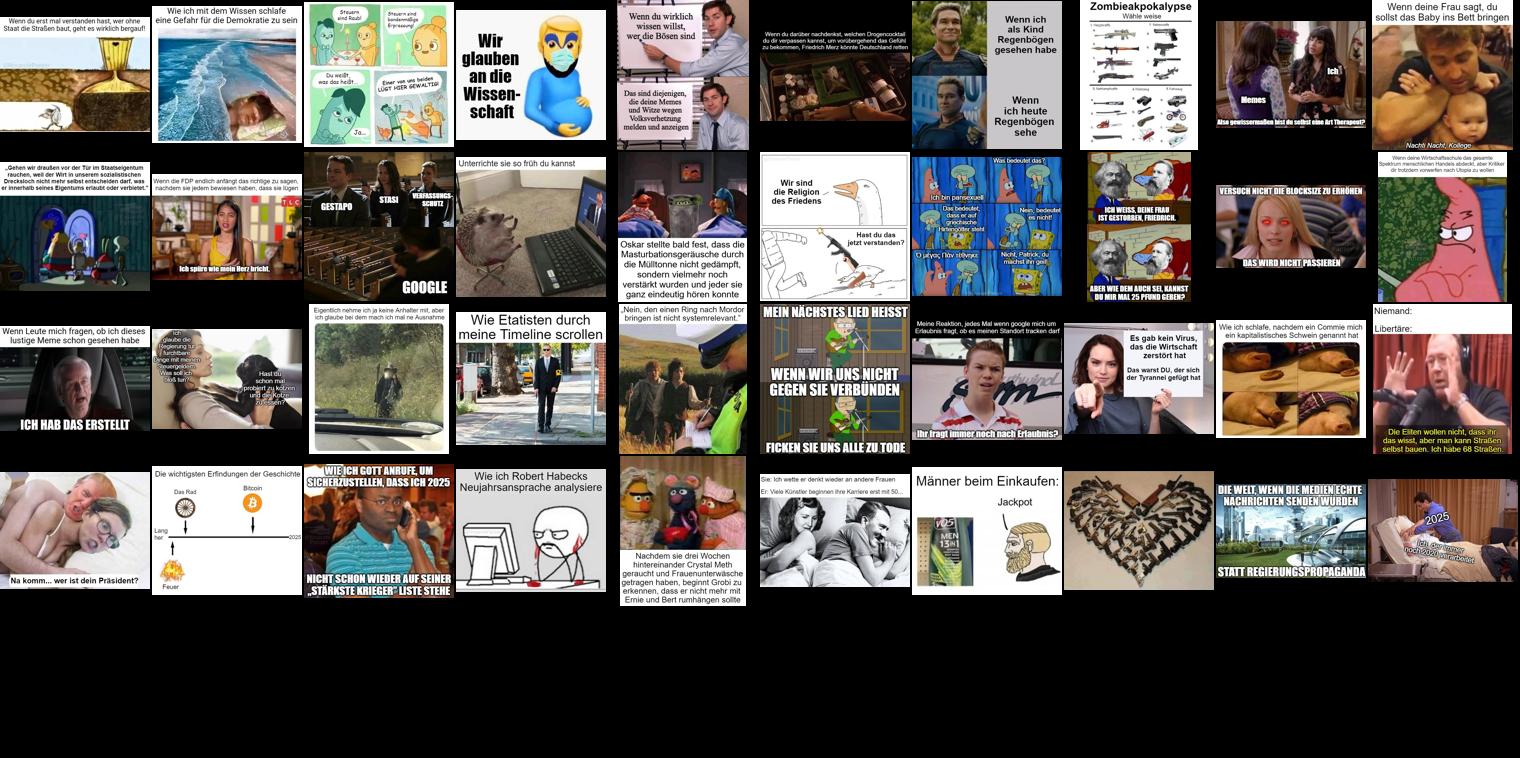 Wenn du erst mal verstanden hast, wer ohne
Staat die Straßen baut, geht es wirklich bergauf!
Wie ich mit dem Wissen schlafe
eine Gefahr für die Demokratie zu sein
Steuern
sind Raub!
Steuern sind
bandenmäßige
Erpressung!
Du weißt,
was das heißt...
Ja...
Einer von uns beiden
LÜGT HIER GEWALTIG!
Wir
glauben
an die
Wissen-
schaft
Wenn du wirklich
wissen willst,
wer die Bösen sind
Das sind diejenigen,
die deine Memes
und Witze wegen
Volksverhetzung
melden und anzeigen
Wenn du darüber nachdenkst, welchen Drogencocktail
du dir verpassen kannst, um vorübergehend das Gefühl
zu bekommen, Friedrich Merz könnte Deutschland retten
Wenn ich
als Kind
Regenbögen
gesehen habe
Wenn
ich heute
Regenbögen
sehe
Zombieakpokalypse
Wähle weise
Memes
Ich
Also gewissermaßen bist du selbst eine Art Therapeut?
Wenn deine Frau sagt, du
sollst das Baby ins Bett bringen
Nachti Nacht, Kollege
„Gehen wir draußen vor der Tür im Staatseigentum
rauchen, weil der Wirt in unserem sozialistischen
Drecksloch nicht mehr selbst entscheiden darf, was
er innerhalb seines Eigentums erlaubt oder verbietet.“
Wenn die FDP endlich anfängt das richtige zu sagen,
nachdem sie jedem bewiesen haben, dass sie lügen
TLC
Ich spüre wie mein Herz bricht.
GESTAPO
STASI
VERFASSUNGS-
SCHUTZ
GOOGLE
Unterrichte sie so früh du kannst
Oskar stellte bald fest, dass die
Masturbationsgeräusche durch
die Mülltonne nicht gedämpft,
sondern vielmehr noch
verstärkt wurden und jeder sie
ganz eindeutig hören konnte
Wir sind
die Religion
des Friedens
Hast du das
jetzt verstanden?
Ich bin pansexuell
Was bedeutet das?
Das bedeutet,
dass er auf
griechische
Hirtengötter steht
Nein, bedeutet
es nicht!
Nicht, Patrick, du
machst ihn geil!
ICH WEISS, DEINE FRAU
IST GESTORBEN, FRIEDRICH.
ABER WIE DEM AUCH SEI, KANNST
DU MIR MAL 25 PFUND GEBEN?
VERSUCH NICHT DIE BLOCKSIZE ZU ERHÖHEN
DAS WIRD NICHT PASSIEREN
Wenn deine Wirtschaftsschule das gesamte
Spektrum menschlichen Handels abdeckt, aber Kritiker
dir trotzdem vorwerfen nach Utopia zu wollen
Wenn Leute mich fragen, ob ich dieses
lustige Meme schon gesehen habe
ICH HAB DAS ERSTELLT
Ich
glaube die
Regierung tut
furchtbare
Dinge mit meinen
Steuergeldern.
Was soll ich
bloß tun?
Hast du
schon mal
probiert zu kotzen
und die Kotze
zu essen?
Eigentlich nehme ich ja keine Anhalter mit, aber
ich glaube bei dem mach ich mal ne Ausnahme
Wie Etatisten durch
meine Timeline scrollen
„Nein, den einen Ring nach Mordor
bringen ist nicht systemrelevant.“
MEIN NÄCHSTES LIED HEISST
WENN WIR UNS NICHT
GEGEN SIE VERBÜNDEN
FICKEN SIE UNS ALLE ZU TODE
Meine Reaktion, jedes Mal wenn google mich um
Erlaubnis fragt, ob es meinen Standort tracken darf
Ihr fragt immer noch nach Erlaubnis?
Es gab kein Virus,
das die Wirtschaft
zerstört hat
Das warst DU, der sich
der Tyrannei gefügt hat
Wie ich schlafe, nachdem ein Commie mich
ein kapitalistisches Schwein genannt hat
Niemand:
Libertäre:
Die Eliten wollen nicht, dass ihr
das wisst, aber man kann Straßen
selbst bauen. Ich habe 68 Straßen.
Na komm... wer ist dein Präsident?
Die wichtigsten Erfindungen der Geschichte
Das Rad
Bitcoin
Lang
her
2025
Feuer
WIE ICH GOTT ANRUFE, UM
SICHERZUSTELLEN, DASS ICH 2025
NICHT SCHON WIEDER AUF SEINER
„STÄRKSTE KRIEGER“ LISTE STEHE
Wie ich Robert Habecks
Neujahrsansprache analysiere
Nachdem sie drei Wochen
hintereinander Crystal Meth
geraucht und Frauenunterwäsche
getragen haben, beginnt Grobi zu
erkennen, dass er nicht mehr mit
Ernie und Bert rumhängen sollte
Sie: Ich wette er denkt wieder an andere Frauen
Er: Viele Künstler beginnen ihre Karriere erst mit 50...
Männer beim Einkaufen:
Jackpot
VO5
MEN
13IN1
DIE WELT, WENN DIE MEDIEN ECHTE
NACHRICHTEN SENDEN WÜRDEN
STATT REGIERUNGSPROPAGANDA
2025
Ich, der immer
noch 2020 verarbeitet